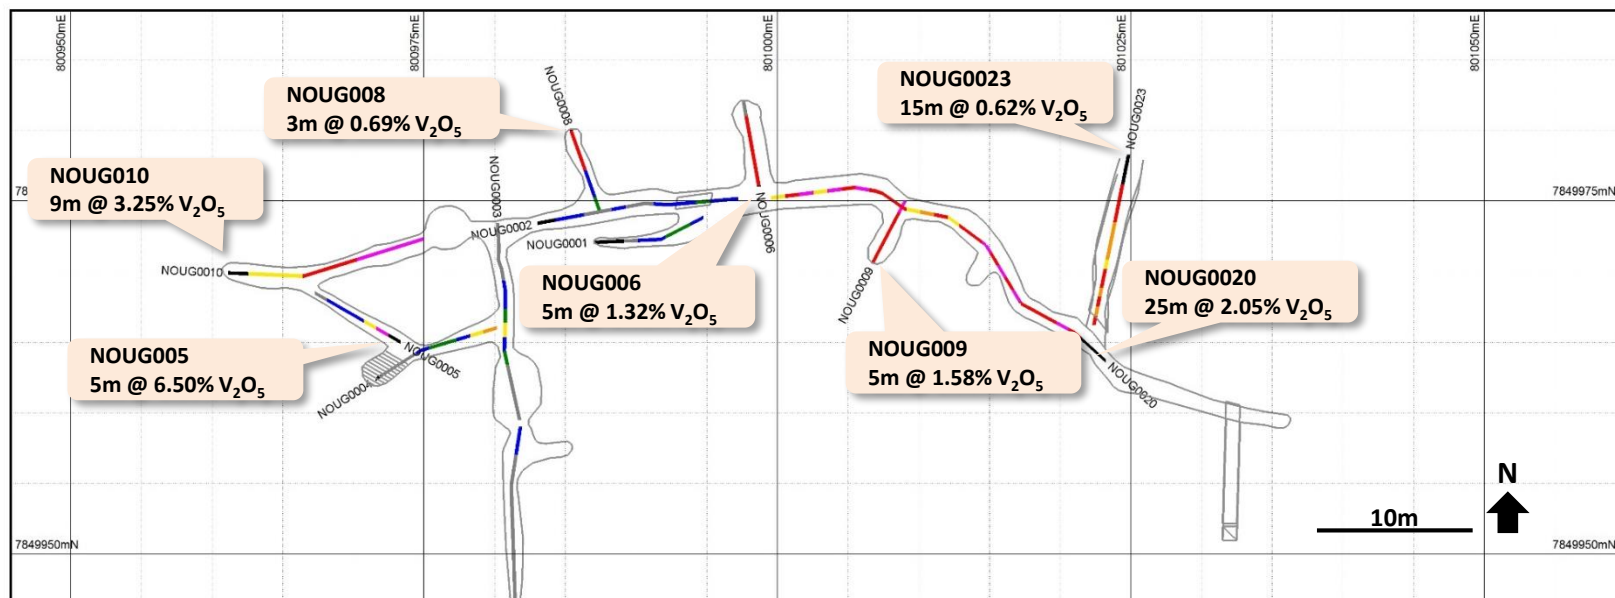 800950mE
800975mE
801000mE
801025mE
801050mE
NOUG008
3m @ 0.69% V₂O₅
NOUG0008
NOUG0023
15m @ 0.62% V₂O₅
NOUG0023
NOUG010
9m @ 3.25% V₂O₅
NOUG0003
78
7849975mN
NOUG0002
NOUG0001
NOUG0006
NOUG0010
NOUG006
5m @ 1.32% V₂O₅
NOUG0009
NOUG0020
25m @ 2.05% V₂O₅
NOUG005
5m @ 6.50% V₂O₅
NOUG0005
NOUG0004
NOUG009
5m @ 1.58% V₂O₅
NOUG0020
N
10m
7849950mN
7849950mN